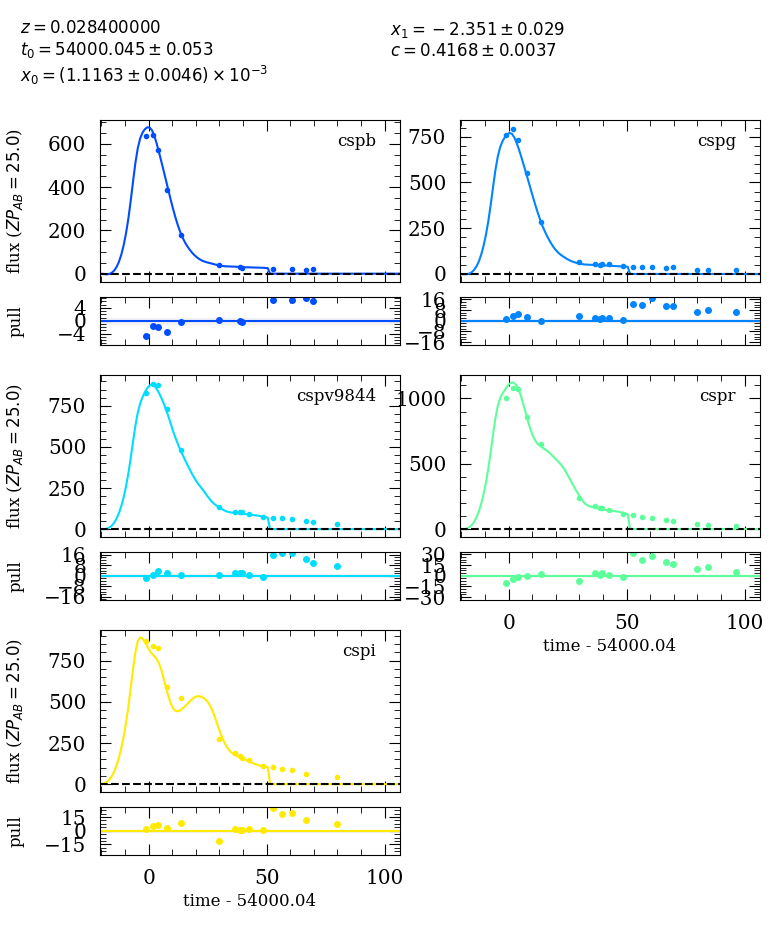 z = 0.028400000
t₀ = 54000.045 ± 0.053
x₀ = (1.1163 ± 0.0046) × 10⁻³
x₁ = −2.351 ± 0.029
c = 0.4168 ± 0.0037
flux (ZP_AB = 25.0)
600
400
200
0
cspb
pull
4
0
−4
750
500
250
0
cspg
16
8
0
−8
−16
flux (ZP_AB = 25.0)
750
500
250
0
cspv9844
pull
16
8
0
−8
−16
1000
500
0
cspr
30
15
0
−15
−30
0
50
100
time - 54000.04
flux (ZP_AB = 25.0)
750
500
250
0
cspi
pull
15
0
−15
0
50
100
time - 54000.04